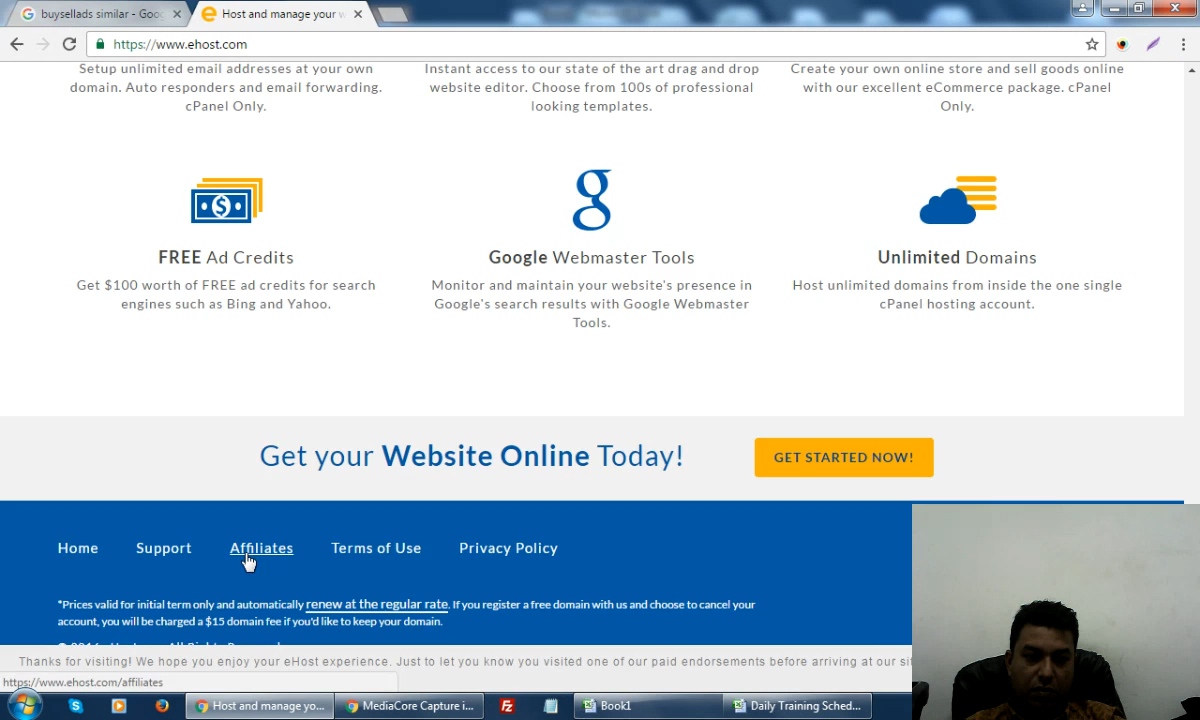 buysellads similar - Goo
Host and manage your w
https://www.ehost.com
Setup unlimited email addresses at your own
domain. Auto responders and email forwarding.
cPanel Only.
Instant access to our state of the art drag and drop
website editor. Choose from 100s of professional
looking templates.
Create your own online store and sell goods online
with our excellent eCommerce package. cPanel
Only.
FREE Ad Credits
Get $100 worth of FREE ad credits for search
engines such as Bing and Yahoo.
Google Webmaster Tools
Monitor and maintain your website's presence in
Google's search results with Google Webmaster
Tools.
Unlimited Domains
Host unlimited domains from inside the one single
cPanel hosting account.
Get your Website Online Today!
GET STARTED NOW!
Home Support Affiliates Terms of Use Privacy Policy
*Prices valid for initial term only and automatically renew at the regular rate. If you register a free domain with us and choose to cancel your
account, you will be charged a $15 domain fee if you'd like to keep your domain.
Thanks for visiting! We hope you enjoy your eHost experience. Just to let you know you visited one of our paid endorsements before arriving at our sit
https://www.ehost.com/affiliates
Host and manage yo...
MediaCore Capture i...
Book1
Daily Training Sched...